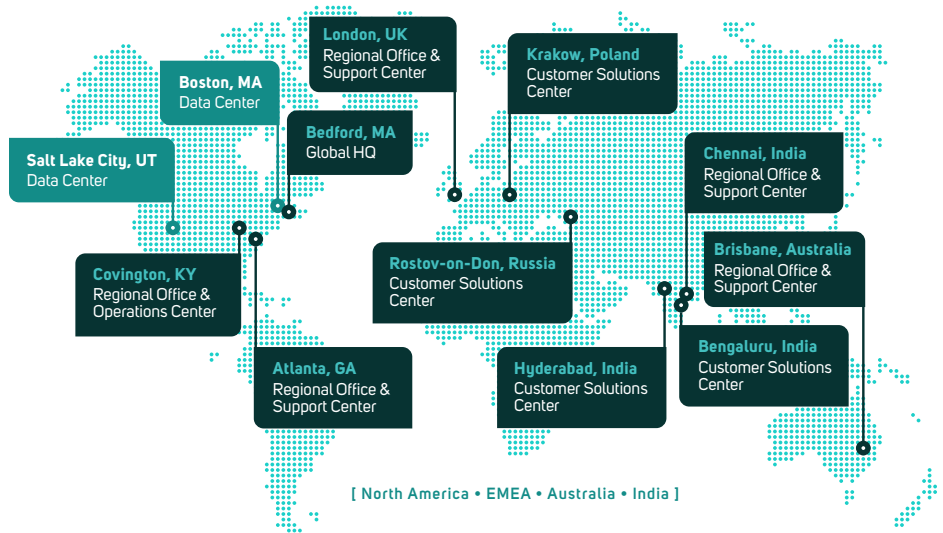 London, UK
Regional Office &
Support Center
Krakow, Poland
Customer Solutions
Center
Boston, MA
Data Center
Bedford, MA
Global HQ
Salt Lake City, UT
Data Center
Chennai, India
Regional Office &
Support Center
Covington, KY
Regional Office &
Operations Center
Rostov-on-Don, Russia
Customer Solutions
Center
Brisbane, Australia
Regional Office &
Support Center
Atlanta, GA
Regional Office &
Support Center
Hyderabad, India
Customer Solutions
Center
Bengaluru, India
Customer Solutions
Center
[ North America • EMEA • Australia • India ]